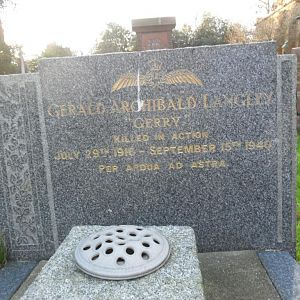 GERALD ARCHIBALD LANGLEY
"GERRY"
KILLED IN ACTION
JULY 29TH 1916 - SEPTEMBER 15TH 1940
PER ARDUA AD ASTRA